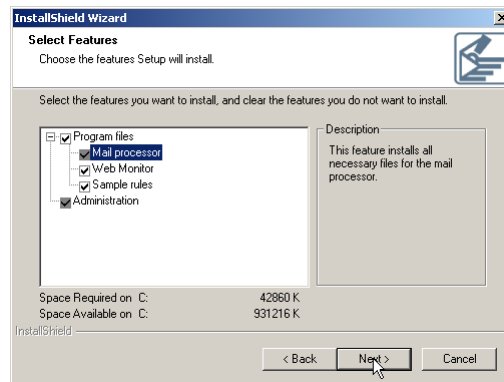 InstallShield Wizard
Select Features
Choose the features Setup will install.
Select the features you want to install, and clear the features you do not want to install.
Program files
Mail processor
Web Monitor
Sample rules
Administration
Description
This feature installs all
necessary files for the mail
processor.
Space Required on C: 42860 K
Space Available on C: 931216 K
InstallShield
< Back Next > Cancel